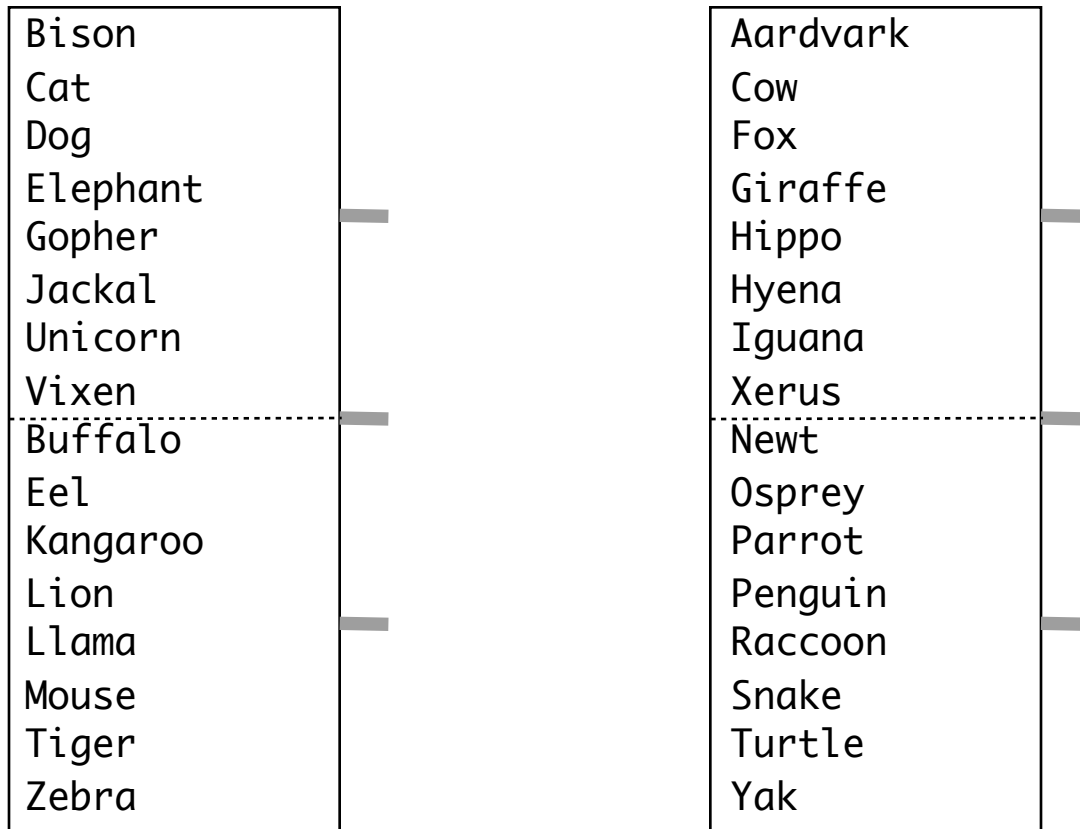 Bison
Cat
Dog
Elephant
Gopher
Jackal
Unicorn
Vixen
Buffalo
Eel
Kangaroo
Lion
Llama
Mouse
Tiger
Zebra
Aardvark
Cow
Fox
Giraffe
Hippo
Hyena
Iguana
Xerus
Newt
Osprey
Parrot
Penguin
Raccoon
Snake
Turtle
Yak